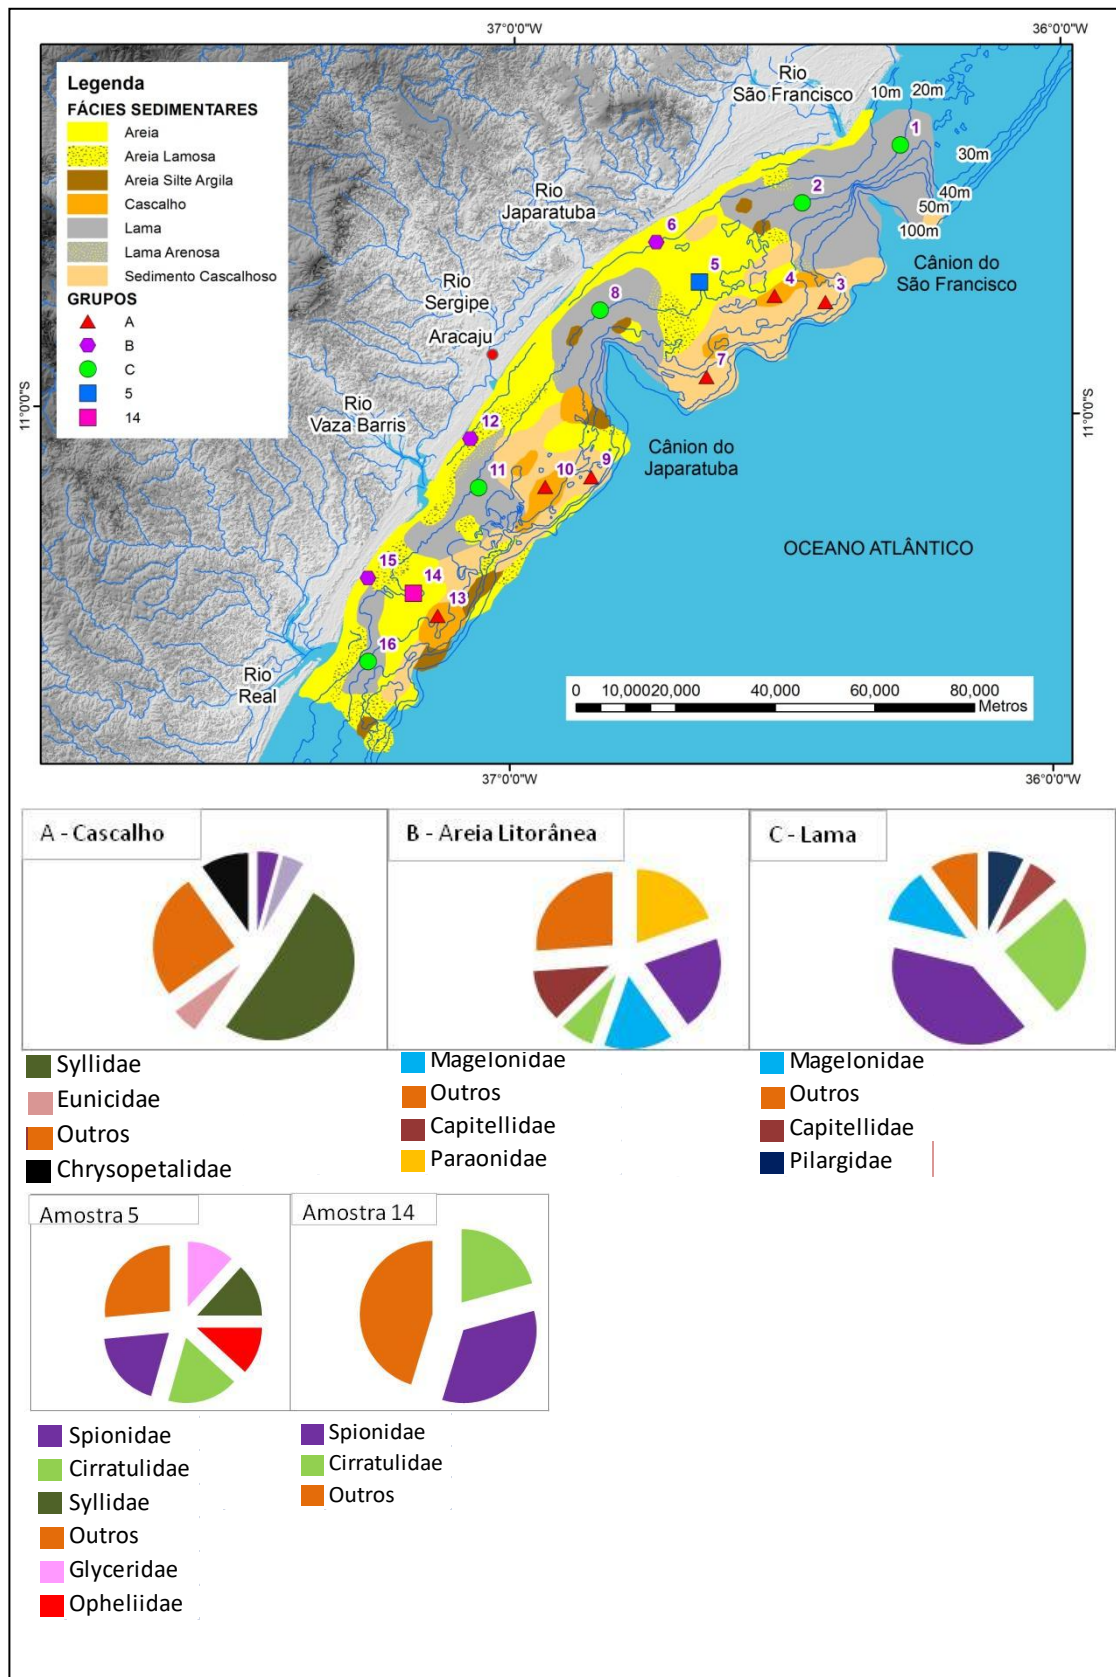 37°0'0"W
36°0'0"W
Legenda
FÁCIES SEDIMENTARES
Areia
Areia Lamosa
Areia Silte Argila
Cascalho
Lama
Lama Arenosa
Sedimento Cascalhoso
GRUPOS
A
B
C
5
14
Rio
São Francisco
10m
20m
1
30m
2
40m
50m
100m
Rio
Japaratuba
6
Cânion do
São Francisco
5
4
3
8
Rio
Sergipe
Aracaju
7
11°0'0"S
11°0'0"S
Rio
Vaza Barris
12
Cânion do
Japaratuba
11
10
9
OCEANO ATLÂNTICO
15
14
13
16
Rio
Real
0
10,000
20,000
40,000
60,000
80,000
Metros
37°0'0"W
36°0'0"W
A - Cascalho
B - Areia Litorânea
C - Lama
Syllidae
Eunicidae
Outros
Chrysopetalidae
Magelonidae
Outros
Capitellidae
Paraonidae
Magelonidae
Outros
Capitellidae
Pilargidae
Amostra 5
Amostra 14
Spionidae
Cirratulidae
Syllidae
Outros
Glyceridae
Opheliidae
Spionidae
Cirratulidae
Outros